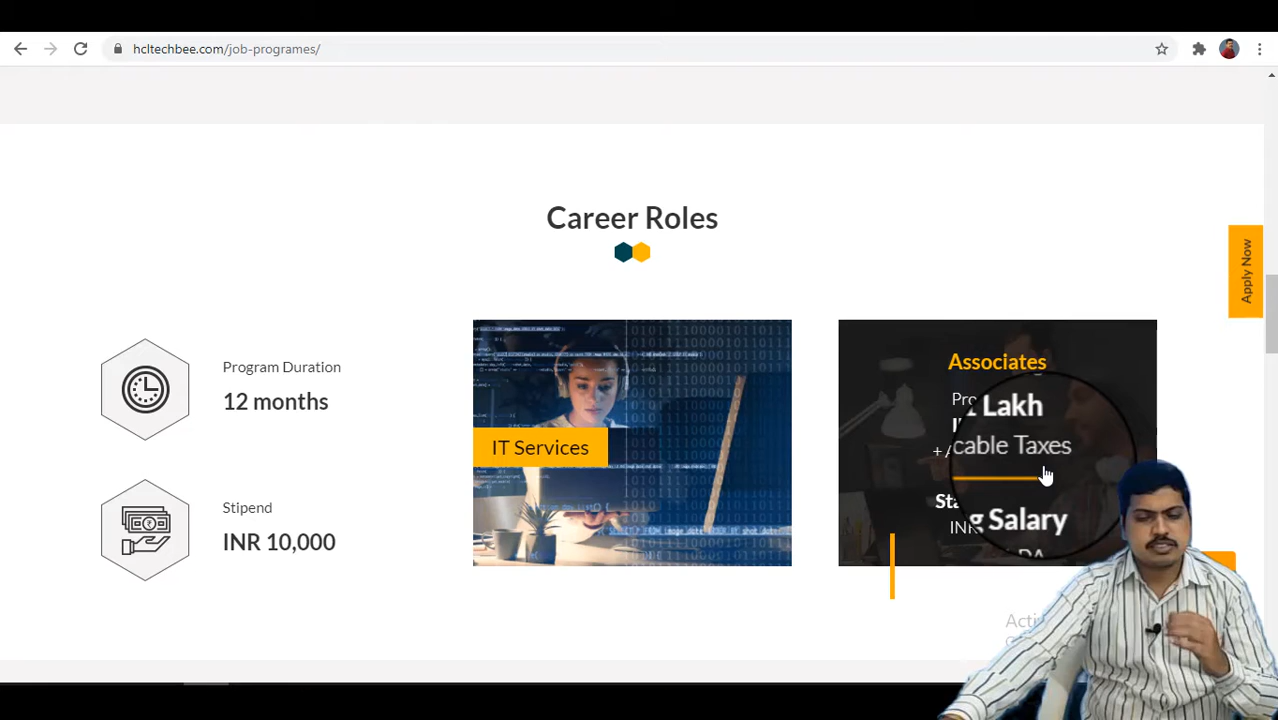 hcltechbee.com/job-programes/
Career Roles
Apply Now
Program Duration
12 months
Stipend
INR 10,000
IT Services
Associates
Lakh
cable Taxes
Salary
INR